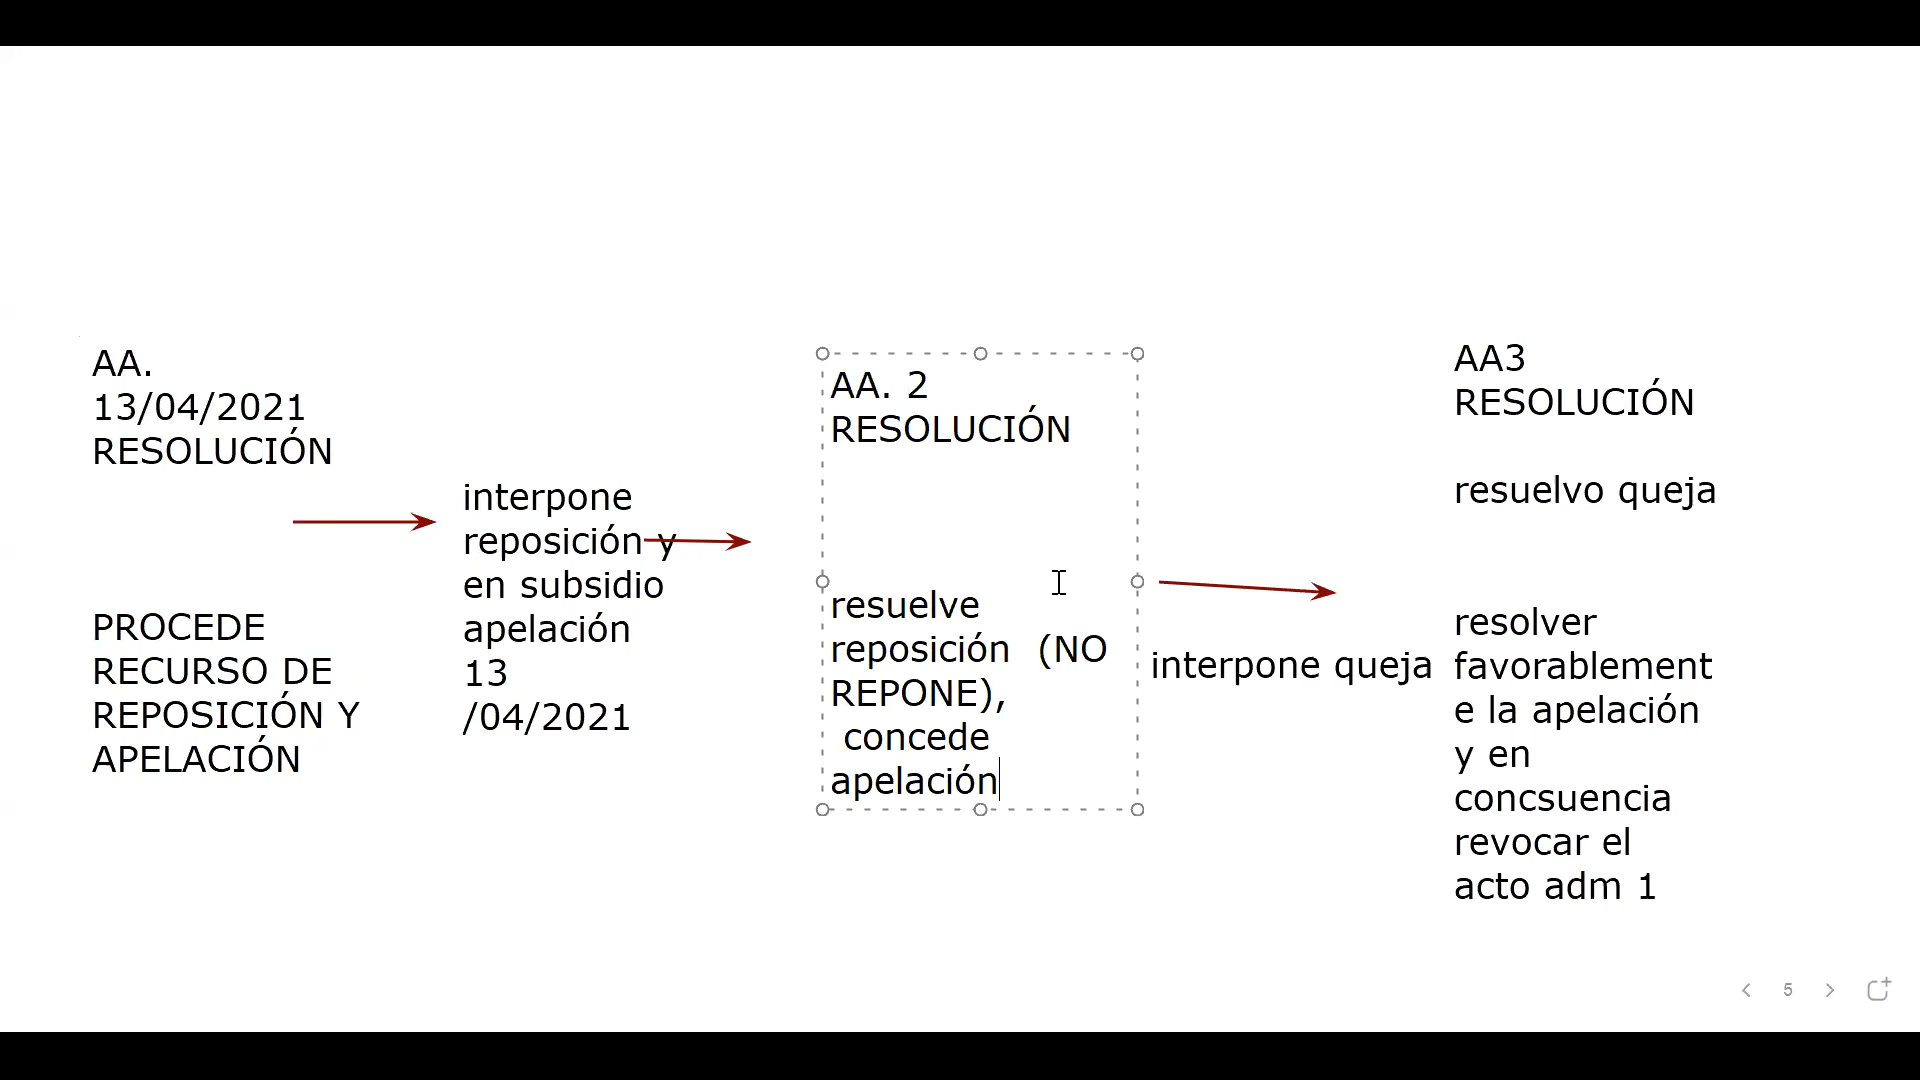 AA.
13/04/2021
RESOLUCIÓN
PROCEDE
RECURSO DE
REPOSICIÓN Y
APELACIÓN
interpone
reposición y
en subsidio
apelación
13
/04/2021
AA. 2
RESOLUCIÓN
resuelve
reposición (NO
REPONE),
concede
apelación
interpone queja
AA3
RESOLUCIÓN
resuelvo queja
resolver
favorablement
e la apelación
y en
concsuencia
revocar el
acto adm 1
5